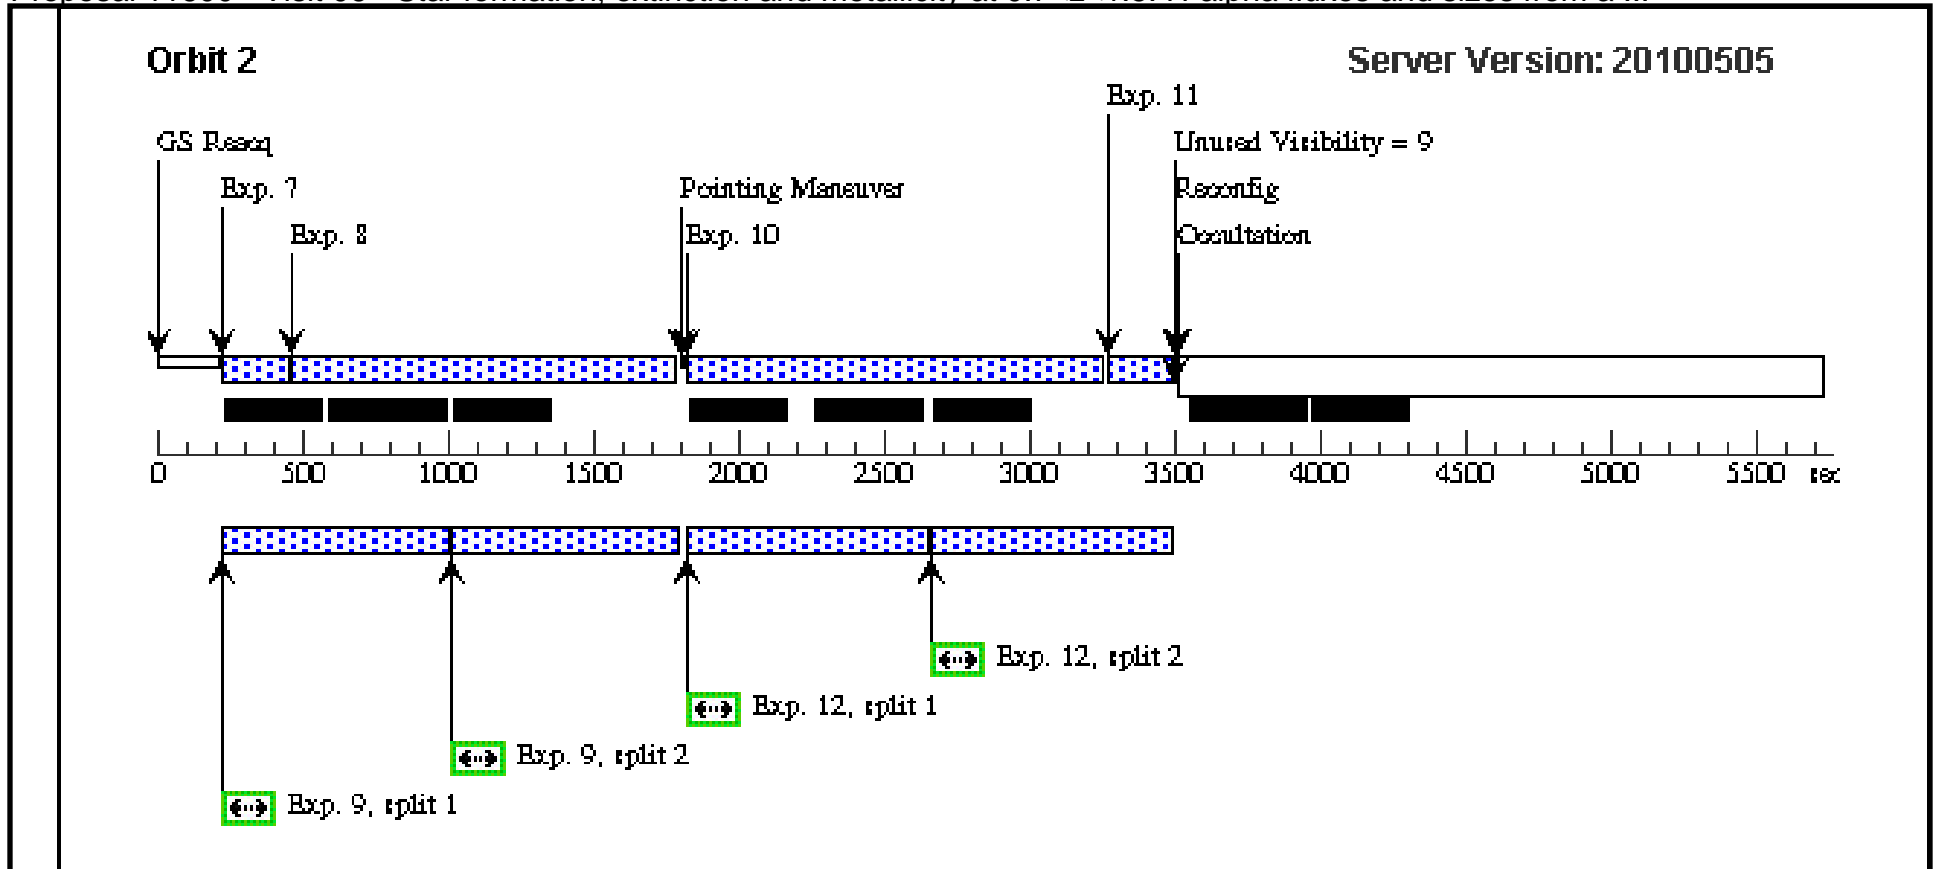 Orbit 2
Server Version: 20100505
Exp. 11
GS Reacq
Unused Visibility = 9
Exp. 7
Pointing Maneuver
Reconfig
Exp. 8
Exp. 10
Occultation
0 500 1000 1500 2000 2500 3000 3500 4000 4500 5000 5500 sec
Exp. 12, split 2
Exp. 12, split 1
Exp. 9, split 2
Exp. 9, split 1